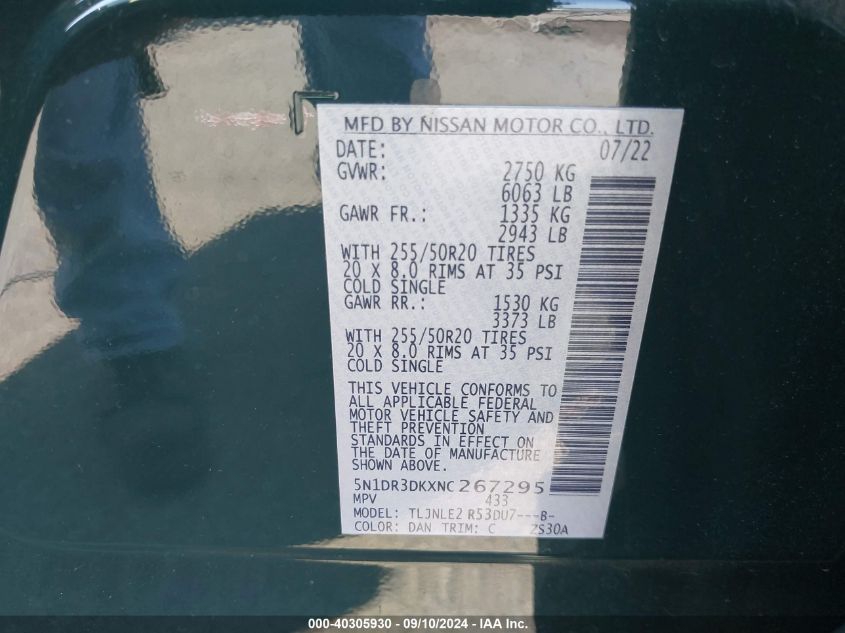 MFD BY NISSAN MOTOR CO., LTD.
DATE: 07/22
GVWR: 2750 KG
6063 LB
GAWR FR.: 1335 KG
2943 LB
WITH 255/50R20 TIRES
20 X 8.0 RIMS AT 35 PSI
COLD SINGLE
GAWR RR.: 1530 KG
3373 LB
WITH 255/50R20 TIRES
20 X 8.0 RIMS AT 35 PSI
COLD SINGLE
THIS VEHICLE CONFORMS TO
ALL APPLICABLE FEDERAL
MOTOR VEHICLE SAFETY AND
THEFT PREVENTION
STANDARDS IN EFFECT ON
THE DATE OF MANUFACTURE
SHOWN ABOVE.
5N1DR3DKXNC267295
MPV 433
MODEL: TLJNLE2 R53DU7---B-
COLOR: DAN TRIM: C ZS30A
000-40305930 - 09/10/2024 - IAA Inc.